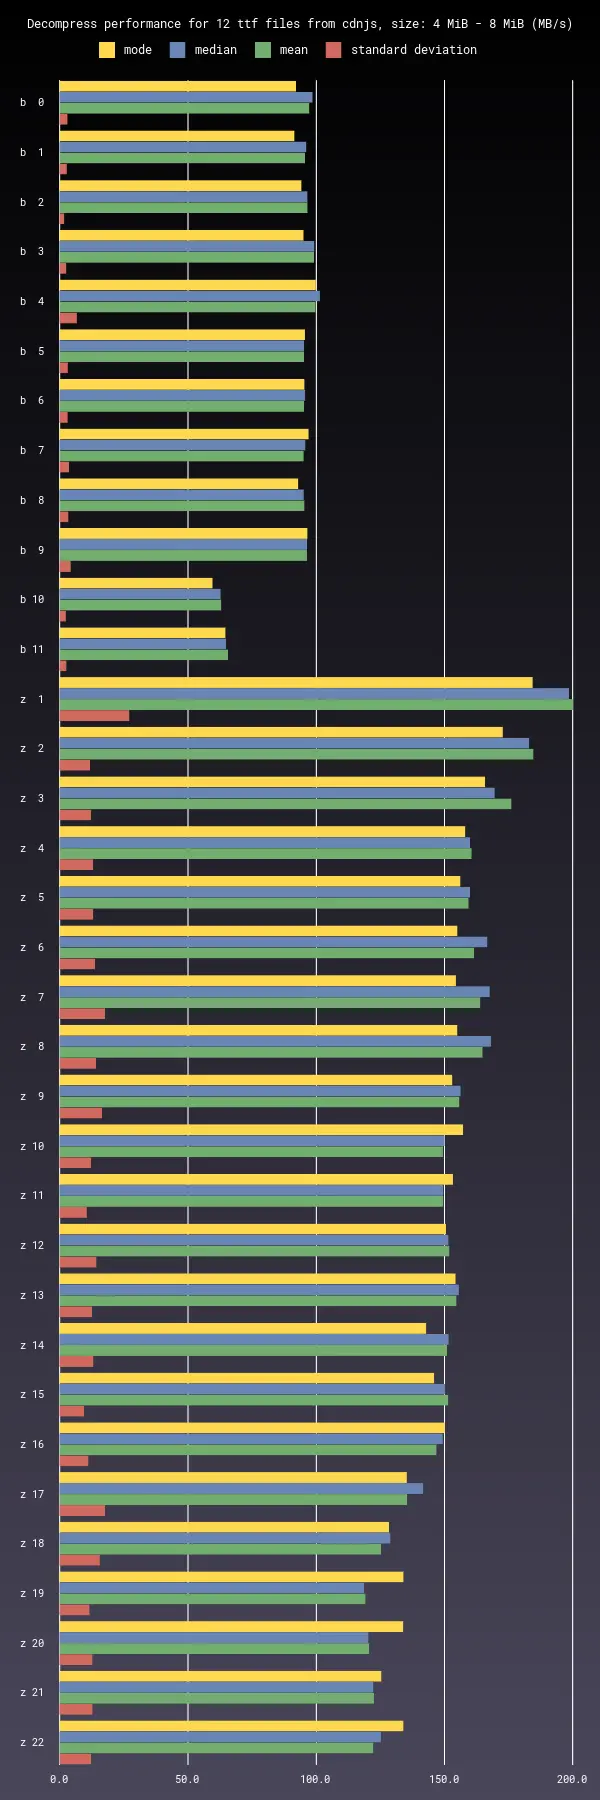 Decompress performance for 12 ttf files from cdnjs, size: 4 MiB - 8 MiB (MB/s)
mode median mean standard deviation
b 0
b 1
b 2
b 3
b 4
b 5
b 6
b 7
b 8
b 9
b 10
b 11
z 1
z 2
z 3
z 4
z 5
z 6
z 7
z 8
z 9
z 10
z 11
z 12
z 13
z 14
z 15
z 16
z 17
z 18
z 19
z 20
z 21
z 22
0.0 50.0 100.0 150.0 200.0